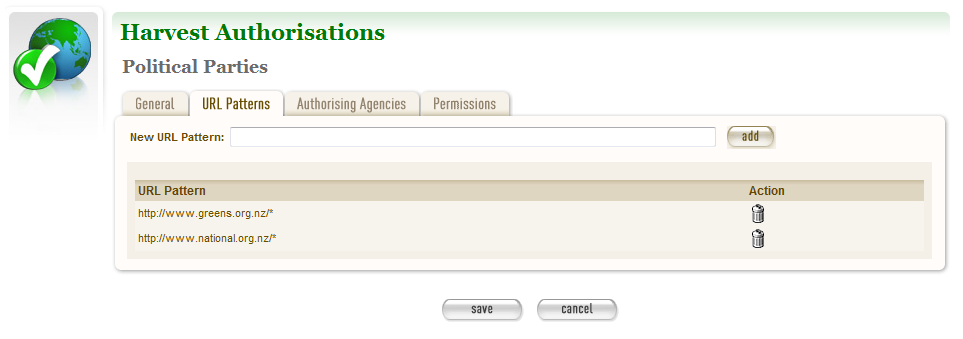 Harvest Authorisations
Political Parties
General URL Patterns Authorising Agencies Permissions
New URL Pattern: add
URL Pattern Action
http://www.greens.org.nz/*
http://www.national.org.nz/*
save cancel